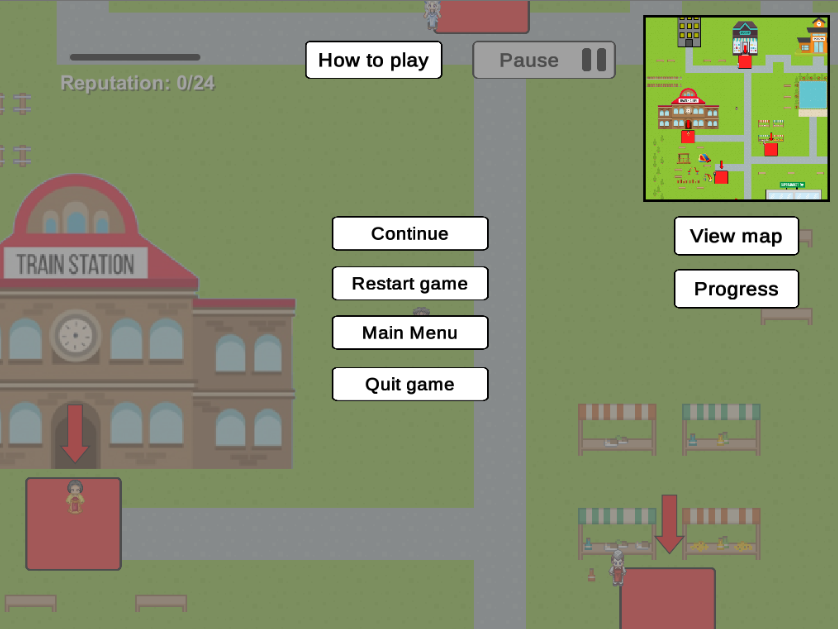 How to play
Pause
Reputation: 0/24
Continue
Restart game
Main Menu
Quit game
View map
Progress
TRAIN STATION